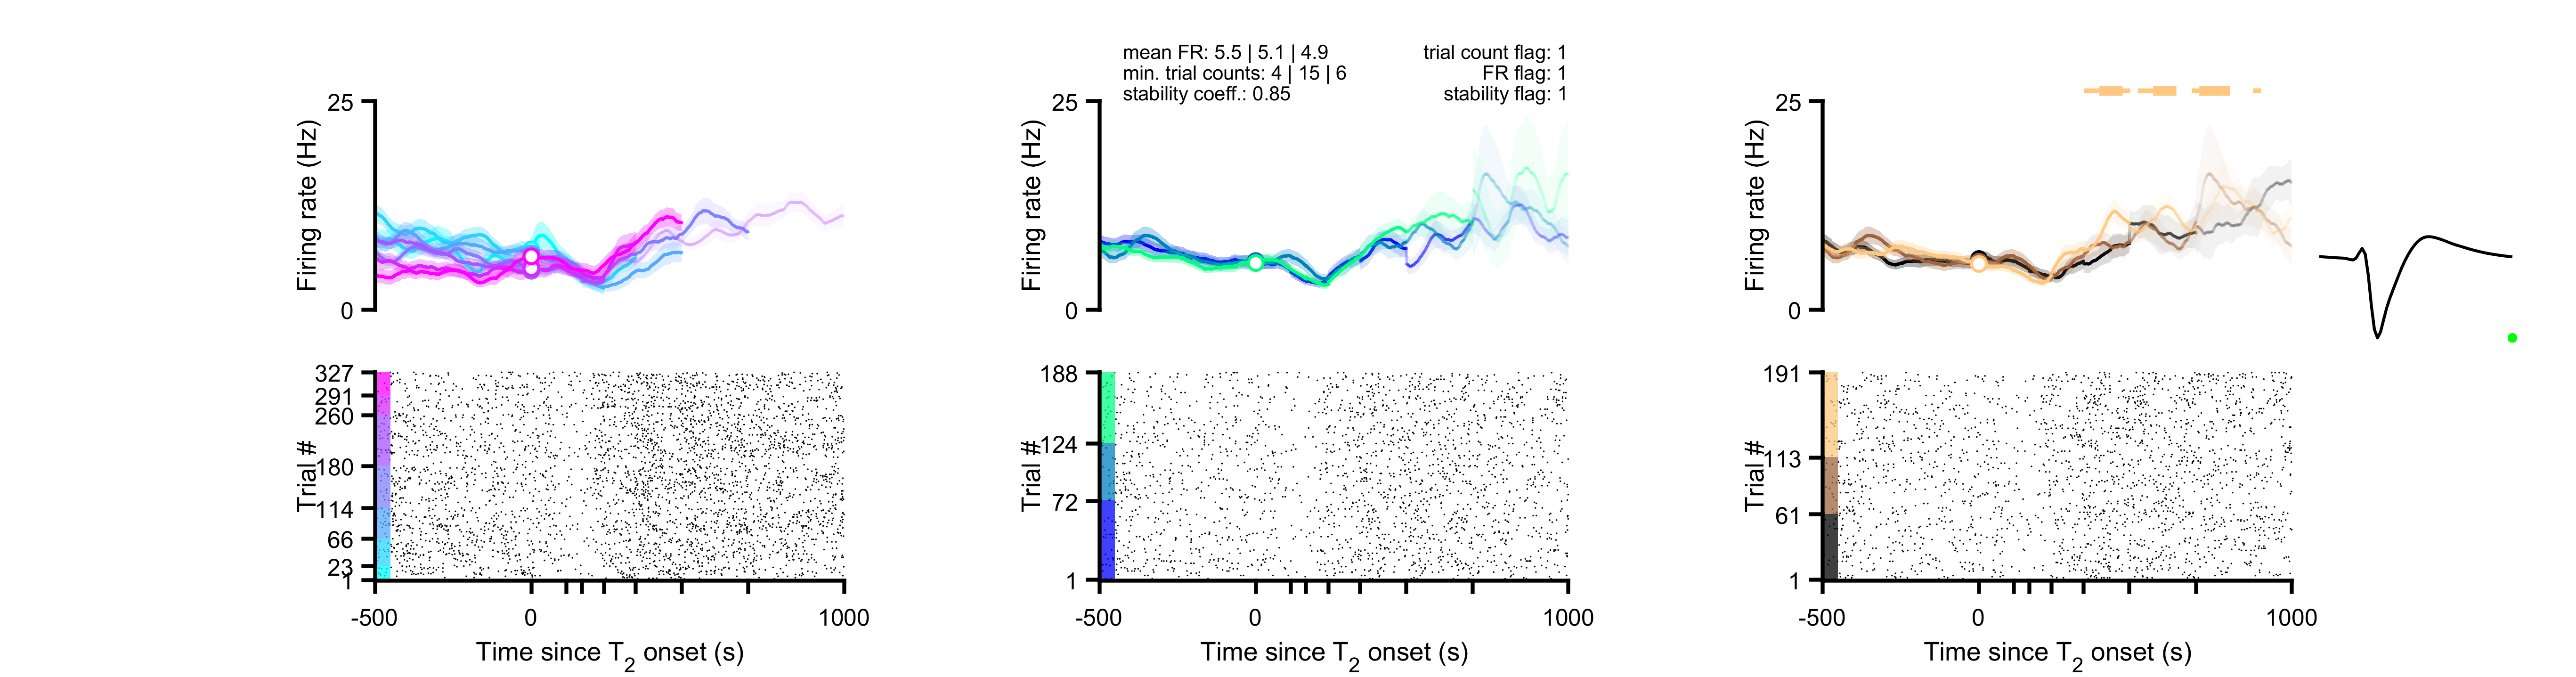 mean FR: 5.5 | 5.1 | 4.9
min. trial counts: 4 | 15 | 6
stability coeff.: 0.85
trial count flag: 1
FR flag: 1
stability flag: 1
25
Firing rate (Hz)
0
25
Firing rate (Hz)
0
25
Firing rate (Hz)
0
327
291
260
180
114
66
23
1
Trial #
-500
0
1000
Time since T2 onset (s)
188
124
72
1
Trial #
-500
0
1000
Time since T2 onset (s)
191
113
61
1
Trial #
-500
0
1000
Time since T2 onset (s)